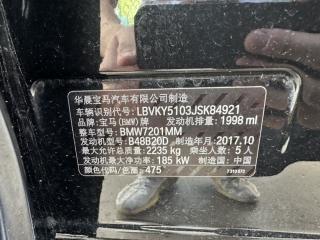 华晨宝马汽车有限公司制造
车辆识别代号: LBVKY5103JSK84921
品牌: 宝马(BMW)牌 发动机排量: 1998 ml
整车型号: BMW7201MM
发动机型号: B48B20D 制造年月: 2017.10
最大允许总质量: 2235 kg 乘坐人数: 5 人
发动机最大净功率: 185 kW 制造国: 中国
颜色代码/色漆: 475